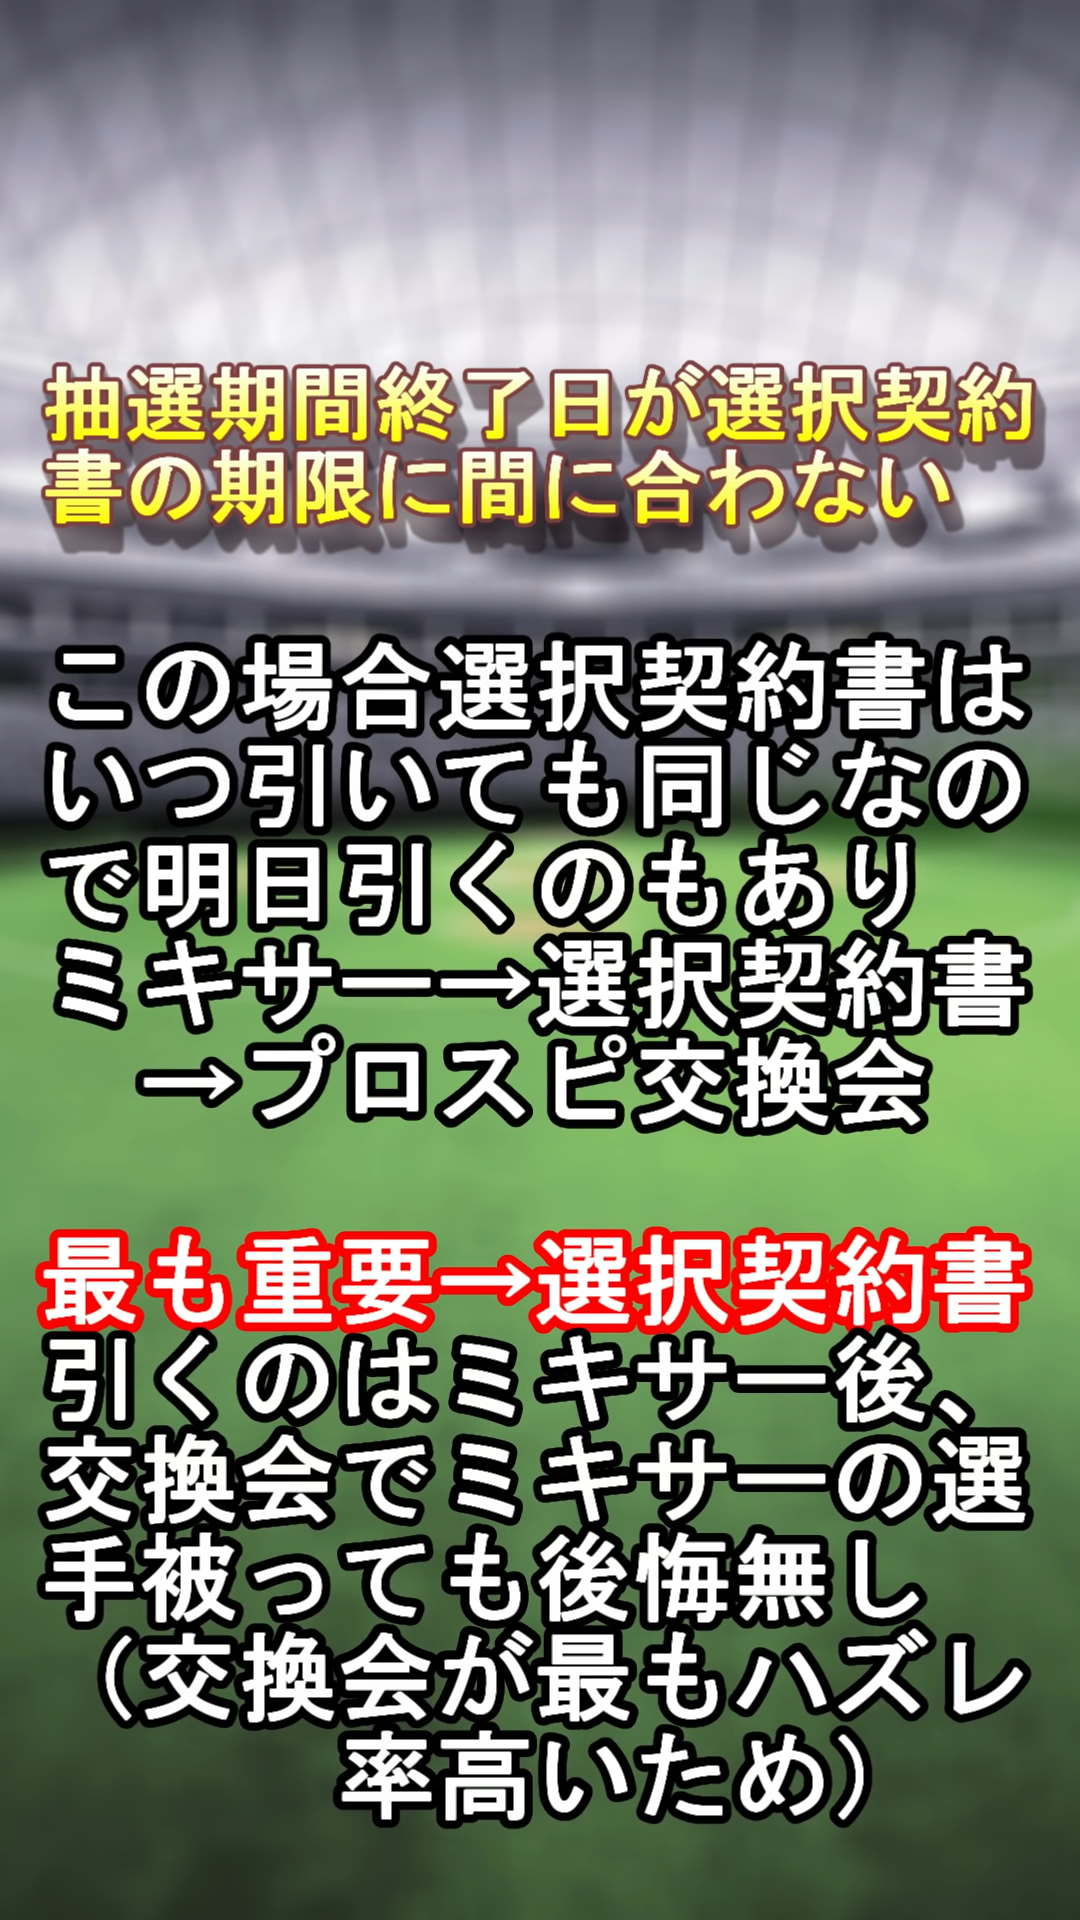 抽選期間終了日が選択契約
書の期限に間に合わない
この場合選択契約書は
いつ引いても同じなの
で明日引くのもあり
ミキサー→選択契約書
→プロスピ交換会
最も重要→選択契約書
引くのはミキサー後、
交換会でミキサーの選
手被っても後悔無し
（交換会が最もハズレ
率高いため）